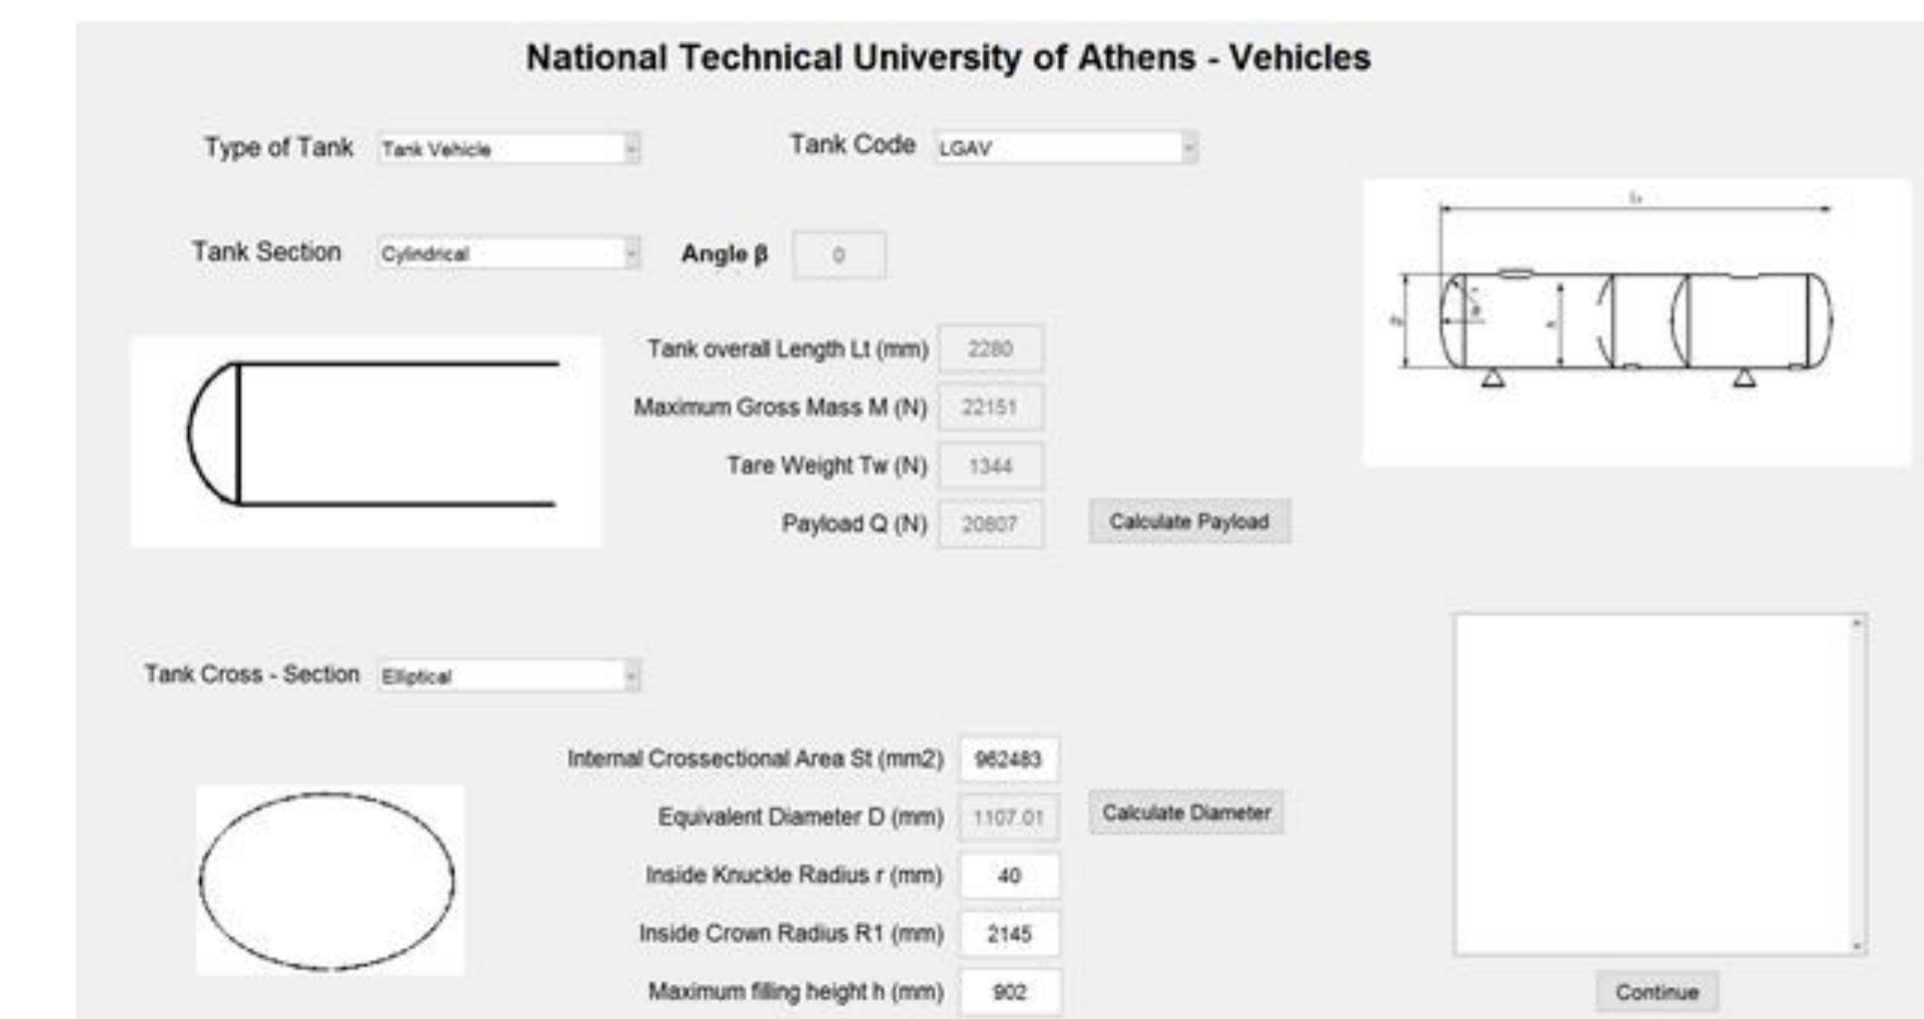 National Technical University of Athens - Vehicles
Type of Tank Tank Vehicle Tank Code LGAV
Tank Section Cylindrical Angle β 0
Tank overall Length Lt (mm) 2280
Maximum Gross Mass M (N) 22151
Tare Weight Tw (N) 1344
Payload Q (N) 20807 Calculate Payload
Tank Cross - Section Elliptical
Internal Crossectional Area St (mm2) 962483
Equivalent Diameter D (mm) 1107.01 Calculate Diameter
Inside Knuckle Radius r (mm) 40
Inside Crown Radius R1 (mm) 2145
Maximum filling height h (mm) 902
Continue